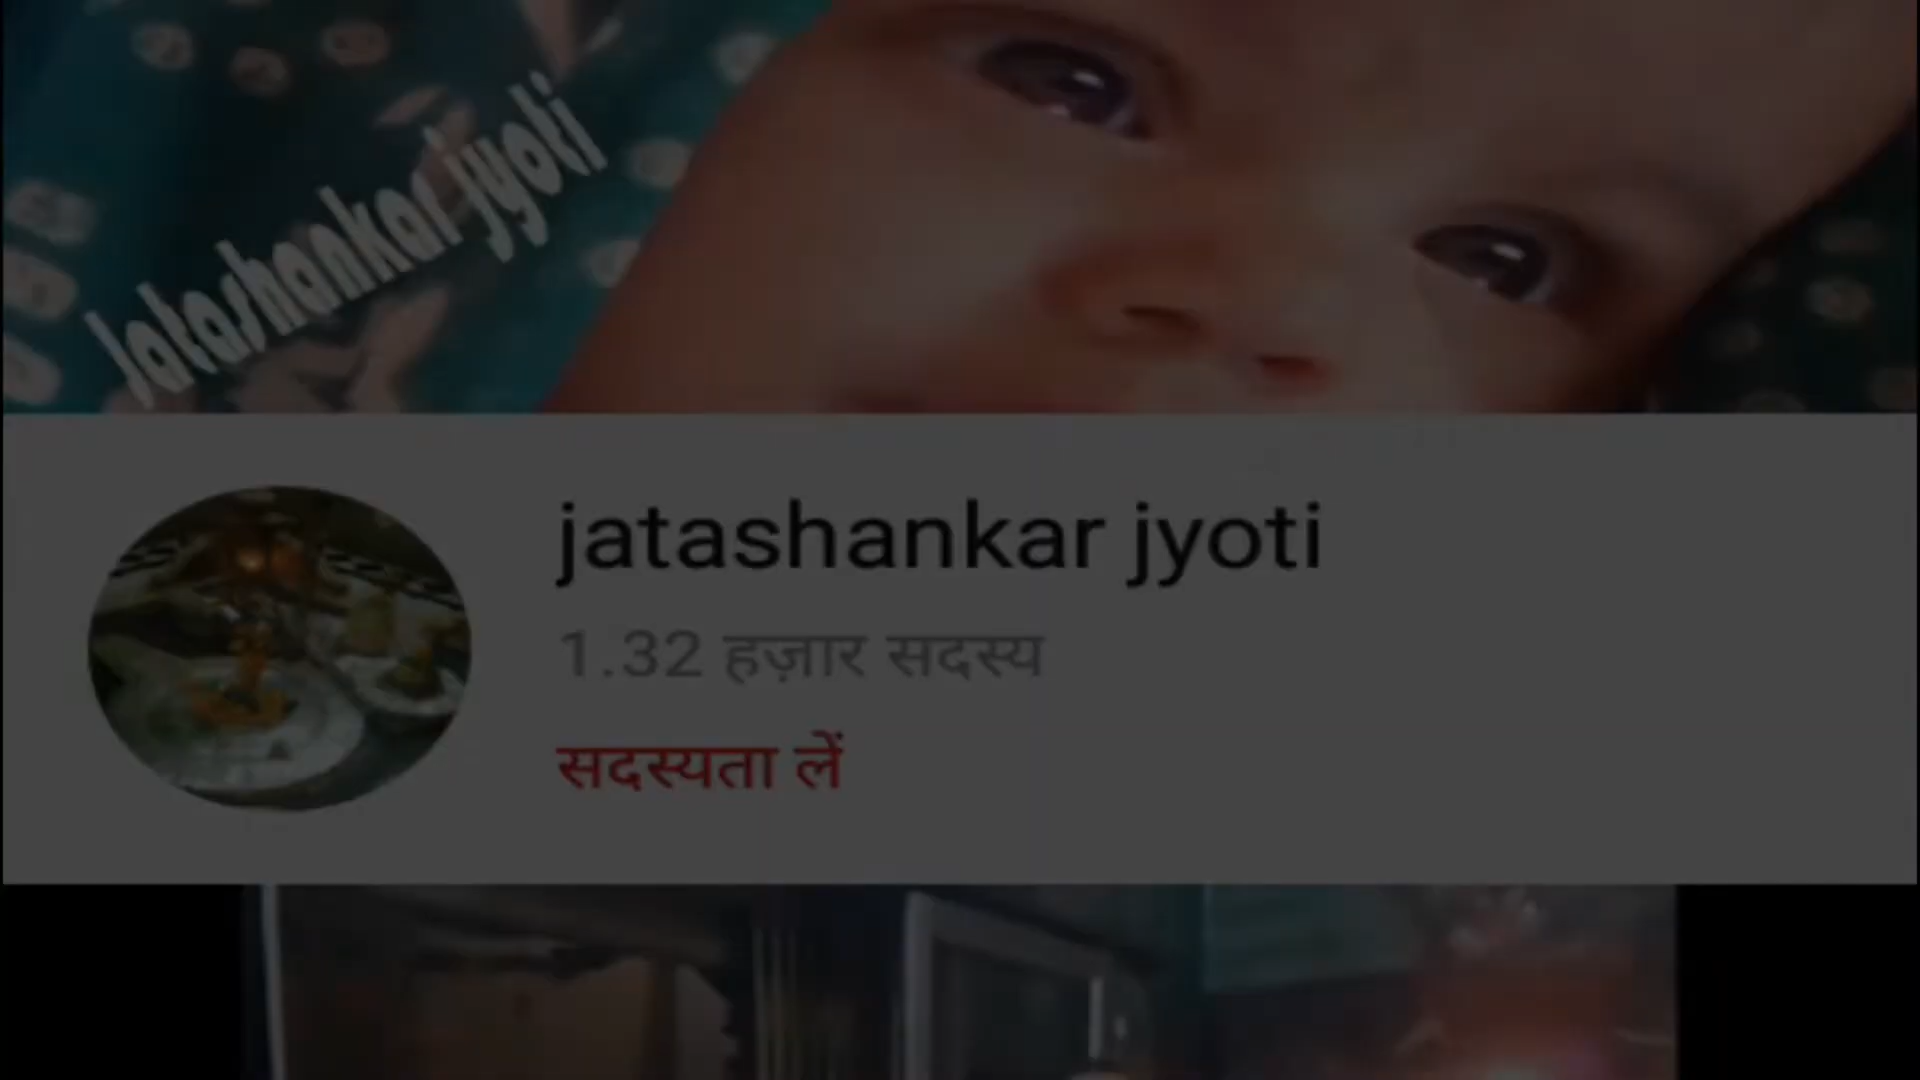 Jatashankar jyoti
jatashankar jyoti
1.32 हज़ार सदस्य
सदस्यता लें